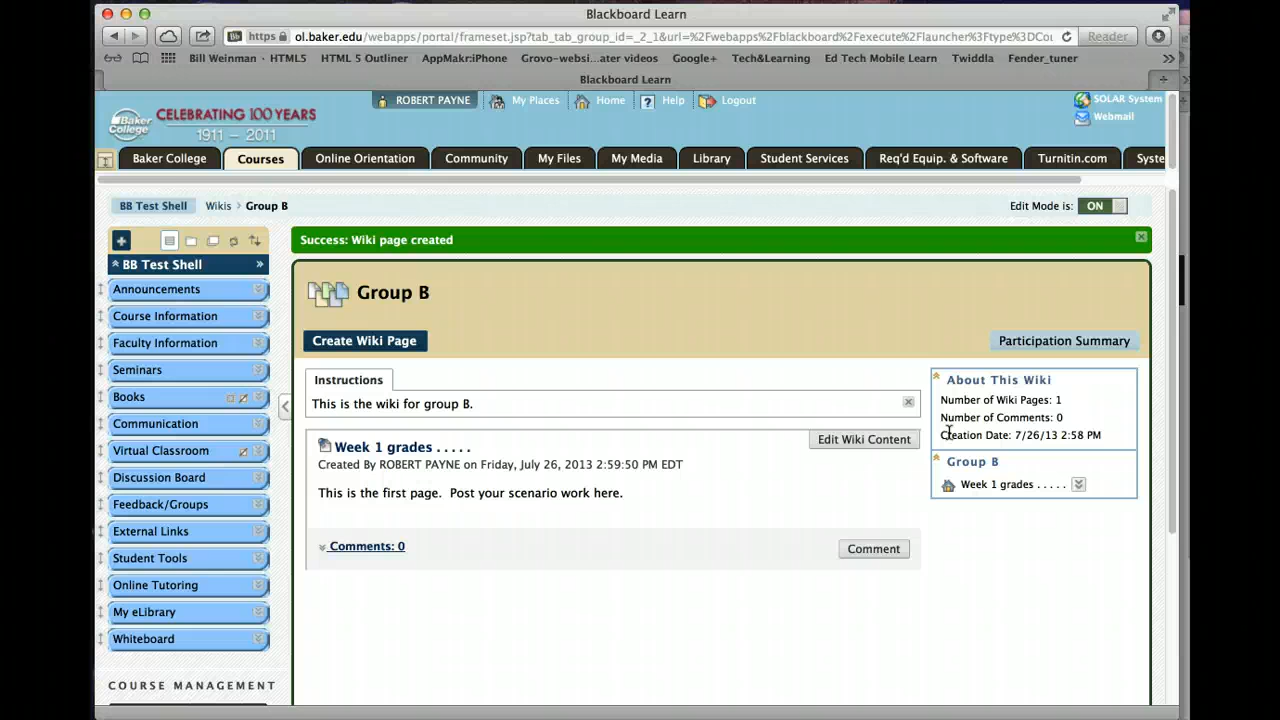 Blackboard Learn
https ol.baker.edu/webapps/portal/frameset.jsp?tab_tab_group_id=_2_1&url=%2Fwebapps%2Fblackboard%2Fexecute%2Flauncher%3Ftype%3DCou Reader
Bill Weinman · HTML5 HTML 5 Outliner AppMakr:iPhone Grovo-websi...ater videos Google+ Tech&Learning Ed Tech Mobile Learn Twiddla Fender_tuner
Blackboard Learn
ROBERT PAYNE My Places Home Help Logout SOLAR System
Webmail
Baker College CELEBRATING 100 YEARS
1911 – 2011
Baker College Courses Online Orientation Community My Files My Media Library Student Services Req'd Equip. & Software Turnitin.com Syste
BB Test Shell Wikis > Group B Edit Mode is: ON
Success: Wiki page created
BB Test Shell
Announcements
Course Information
Faculty Information
Seminars
Books
Communication
Virtual Classroom
Discussion Board
Feedback/Groups
External Links
Student Tools
Online Tutoring
My eLibrary
Whiteboard
COURSE MANAGEMENT
Group B
Create Wiki Page Participation Summary
Instructions
This is the wiki for group B.
Week 1 grades . . . . . Edit Wiki Content
Created By ROBERT PAYNE on Friday, July 26, 2013 2:59:50 PM EDT
This is the first page. Post your scenario work here.
Comments: 0 Comment
About This Wiki
Number of Wiki Pages: 1
Number of Comments: 0
Creation Date: 7/26/13 2:58 PM
Group B
Week 1 grades . . . . .